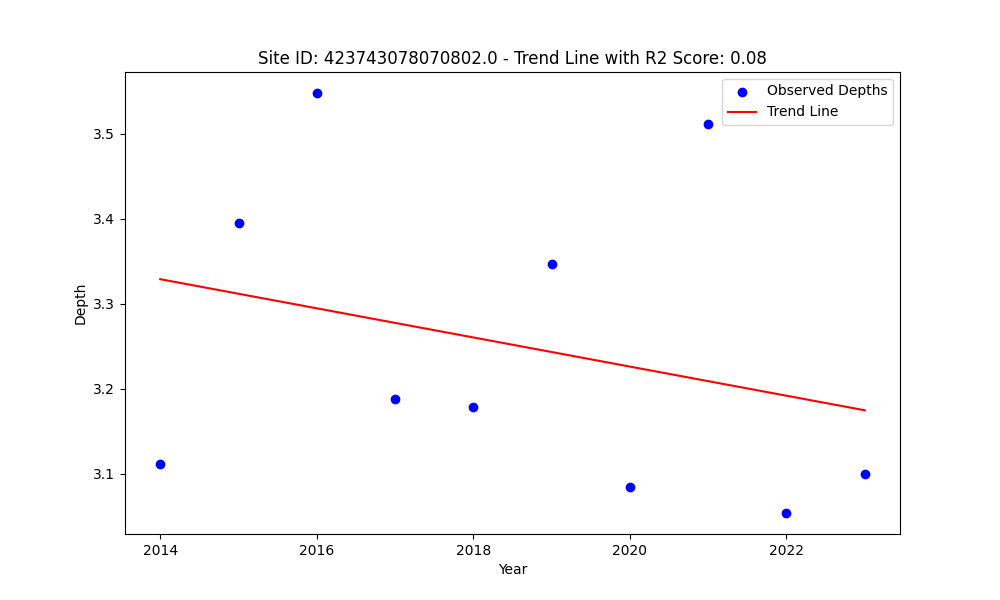 Site ID: 423743078070802.0 - Trend Line with R2 Score: 0.08
Observed Depths
Trend Line
3.5
3.4
3.3
3.2
3.1
Depth
2014
2016
2018
2020
2022
Year